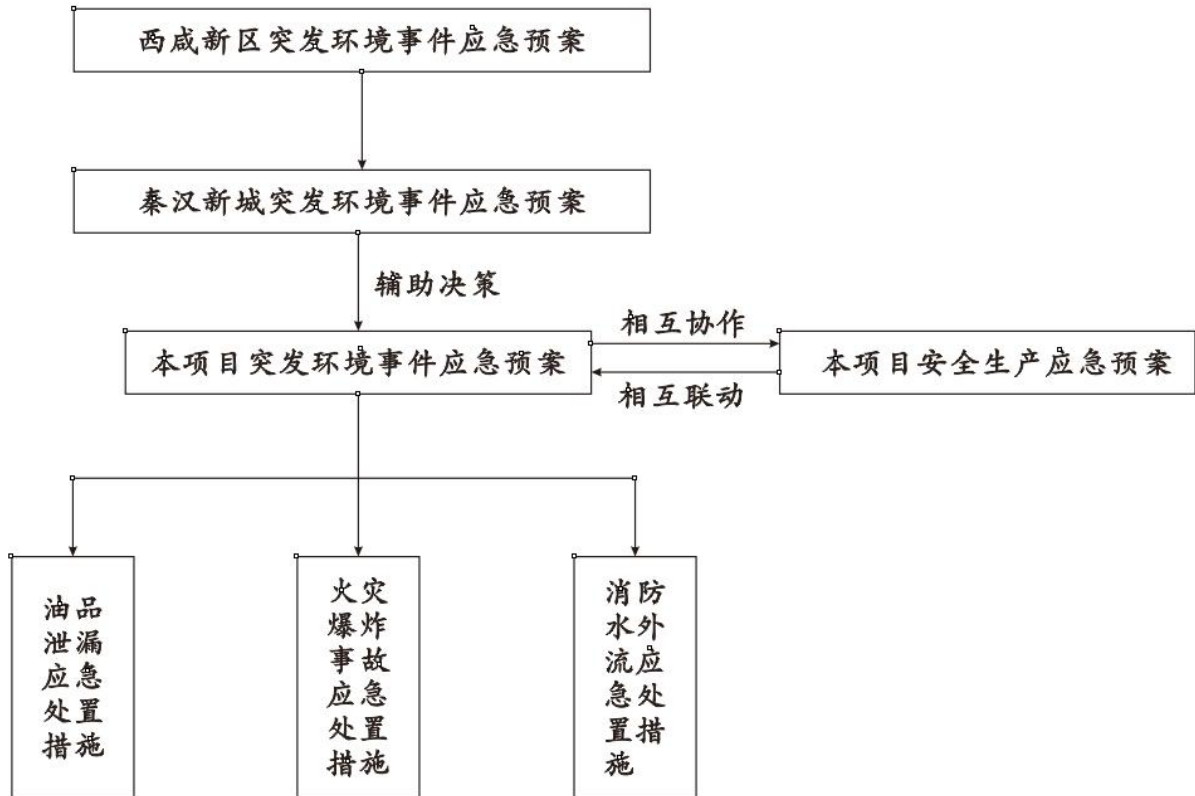 西咸新区突发环境事件应急预案
秦汉新城突发环境事件应急预案
辅助决策
相互协作
本项目突发环境事件应急预案
本项目安全生产应急预案
相互联动
油品
泄漏
应急
处置
措施
火灾
爆炸
事故
应急
处置
措施
消防
水外
流应
急处
置措
施